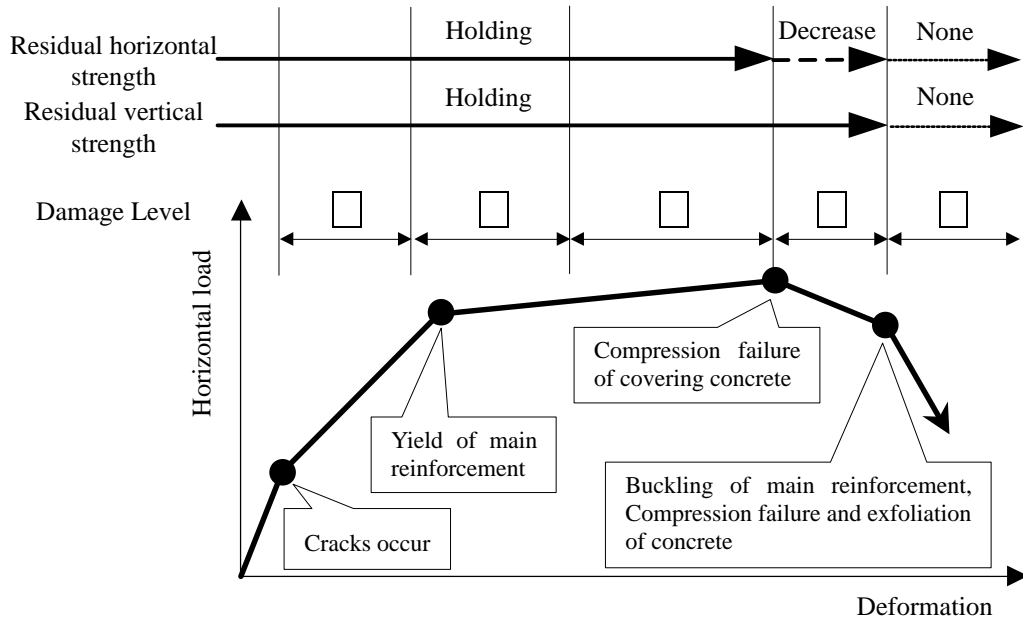 Residual horizontal
strength
Holding
Decrease
None
Residual vertical
strength
Holding
None
Damage Level
Horizontal load
Cracks occur
Yield of main
reinforcement
Compression failure
of covering concrete
Buckling of main reinforcement,
Compression failure and exfoliation
of concrete
Deformation